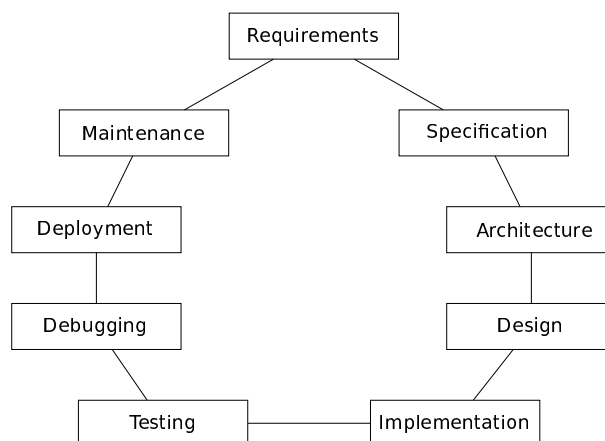 Requirements
Maintenance
Specification
Deployment
Architecture
Debugging
Design
Testing
Implementation